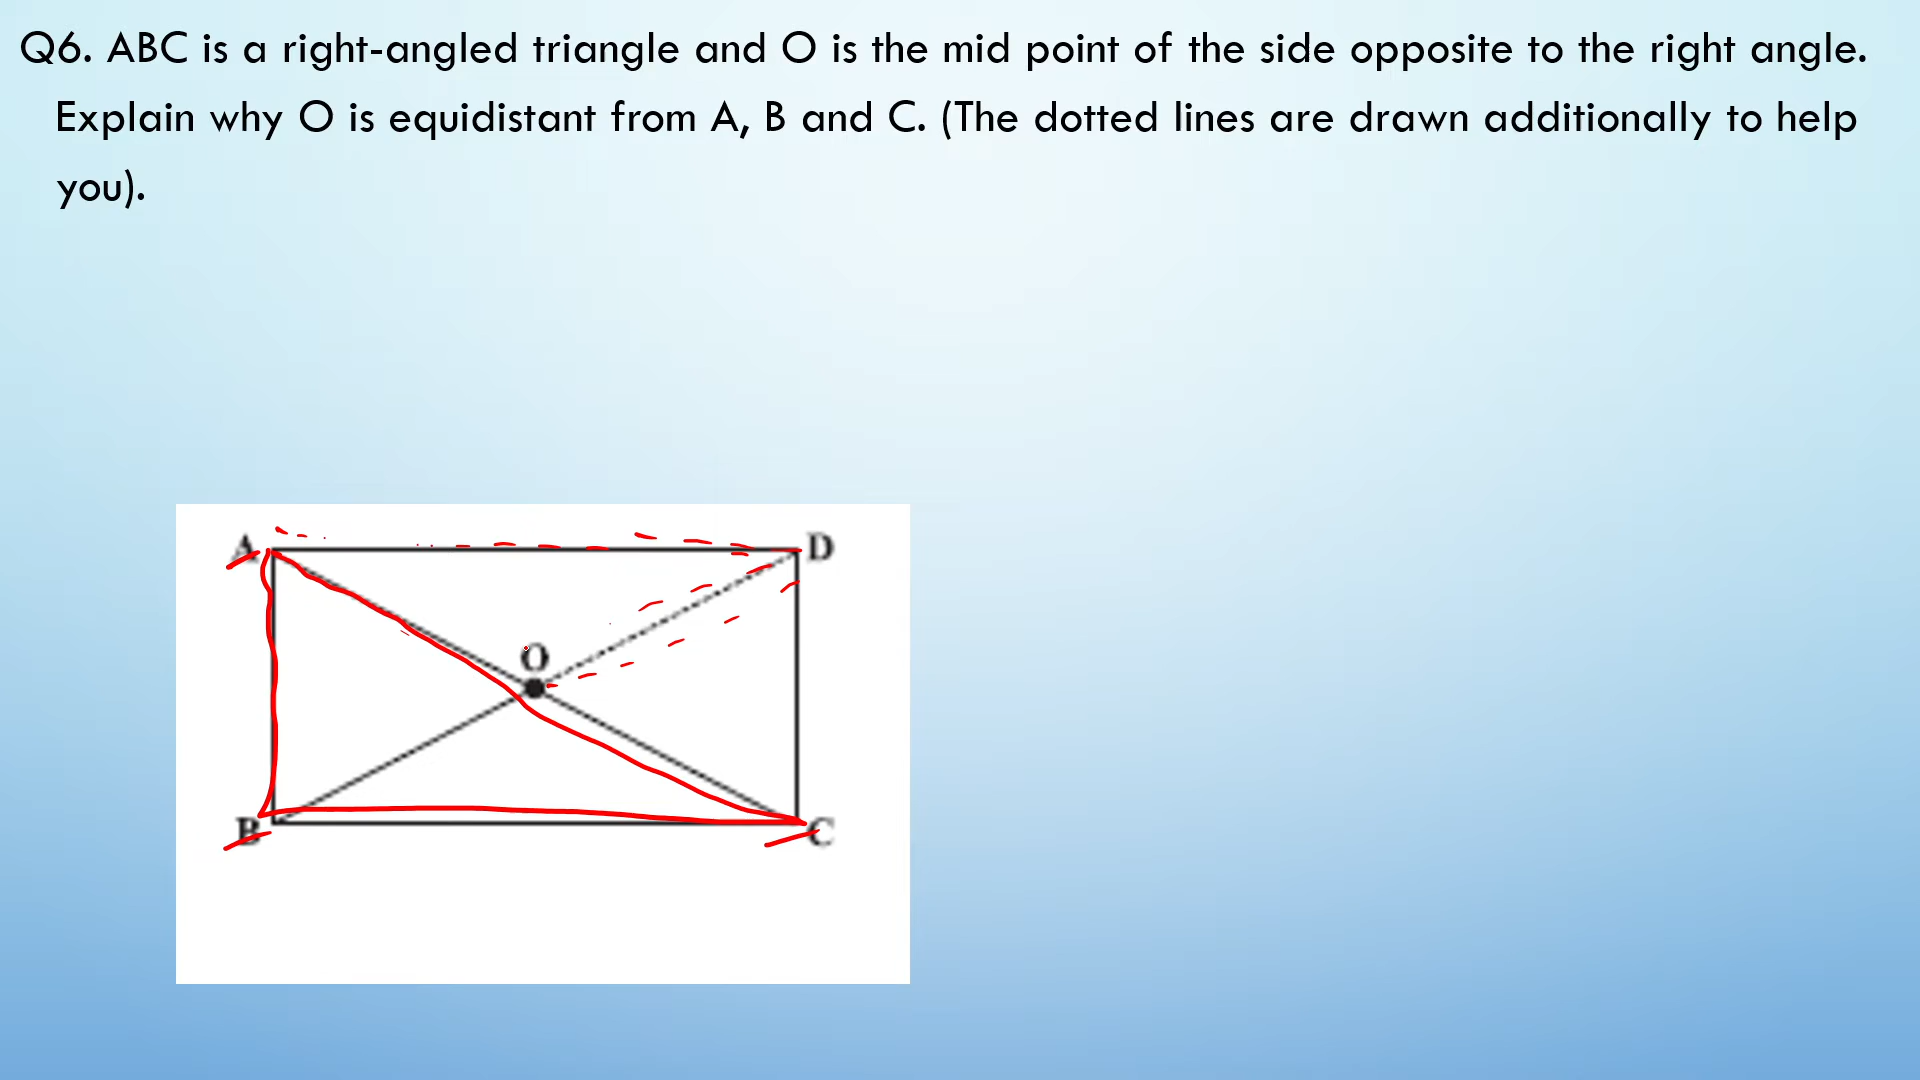 Q6. ABC is a right-angled triangle and O is the mid point of the side opposite to the right angle.
Explain why O is equidistant from A, B and C. (The dotted lines are drawn additionally to help
you).
A
D
O
B
C